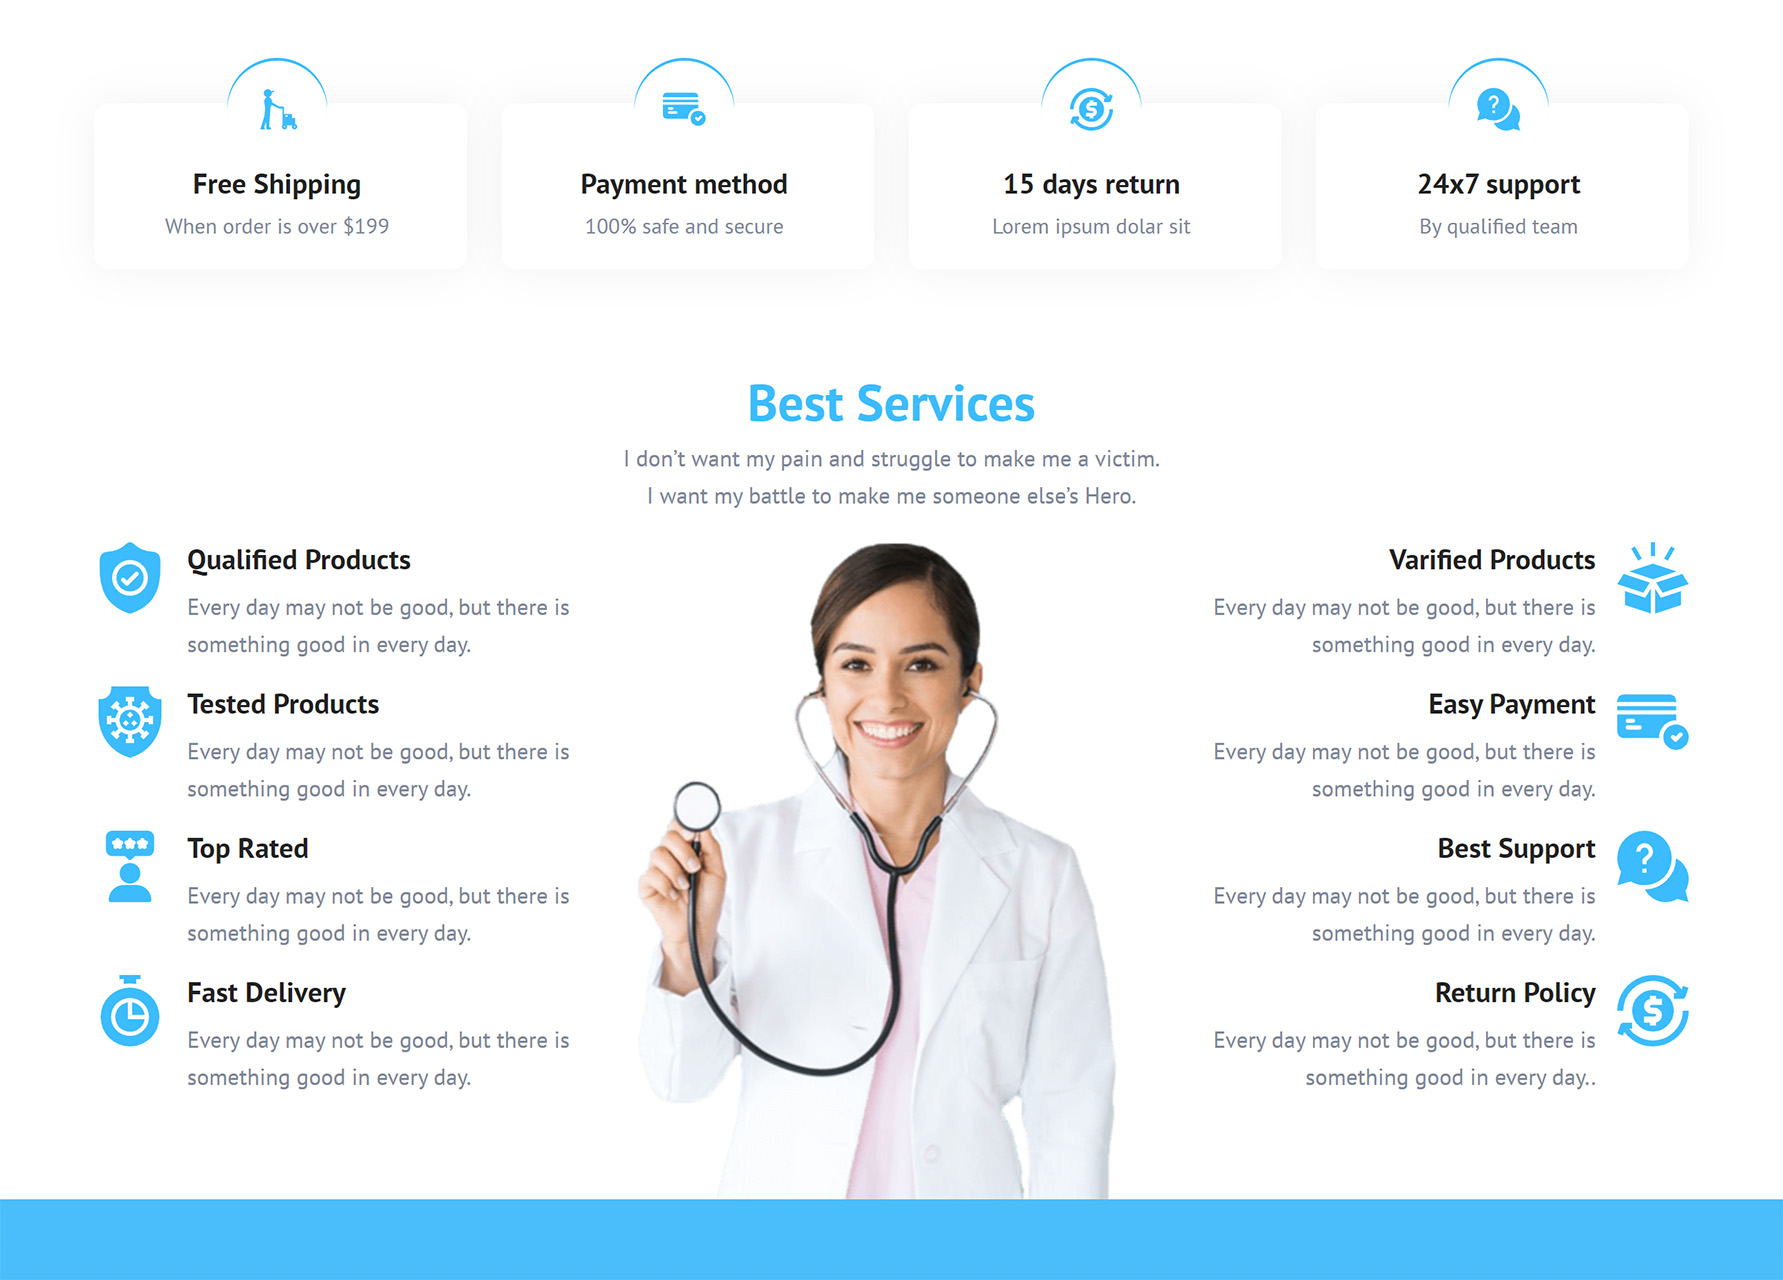 Free Shipping
When order is over $199
Payment method
100% safe and secure
15 days return
Lorem ipsum dolar sit
24x7 support
By qualified team
Best Services
I don’t want my pain and struggle to make me a victim.
I want my battle to make me someone else’s Hero.
Qualified Products
Every day may not be good, but there is
something good in every day.
Tested Products
Every day may not be good, but there is
something good in every day.
Top Rated
Every day may not be good, but there is
something good in every day.
Fast Delivery
Every day may not be good, but there is
something good in every day.
Varified Products
Every day may not be good, but there is
something good in every day.
Easy Payment
Every day may not be good, but there is
something good in every day.
Best Support
Every day may not be good, but there is
something good in every day.
Return Policy
Every day may not be good, but there is
something good in every day..